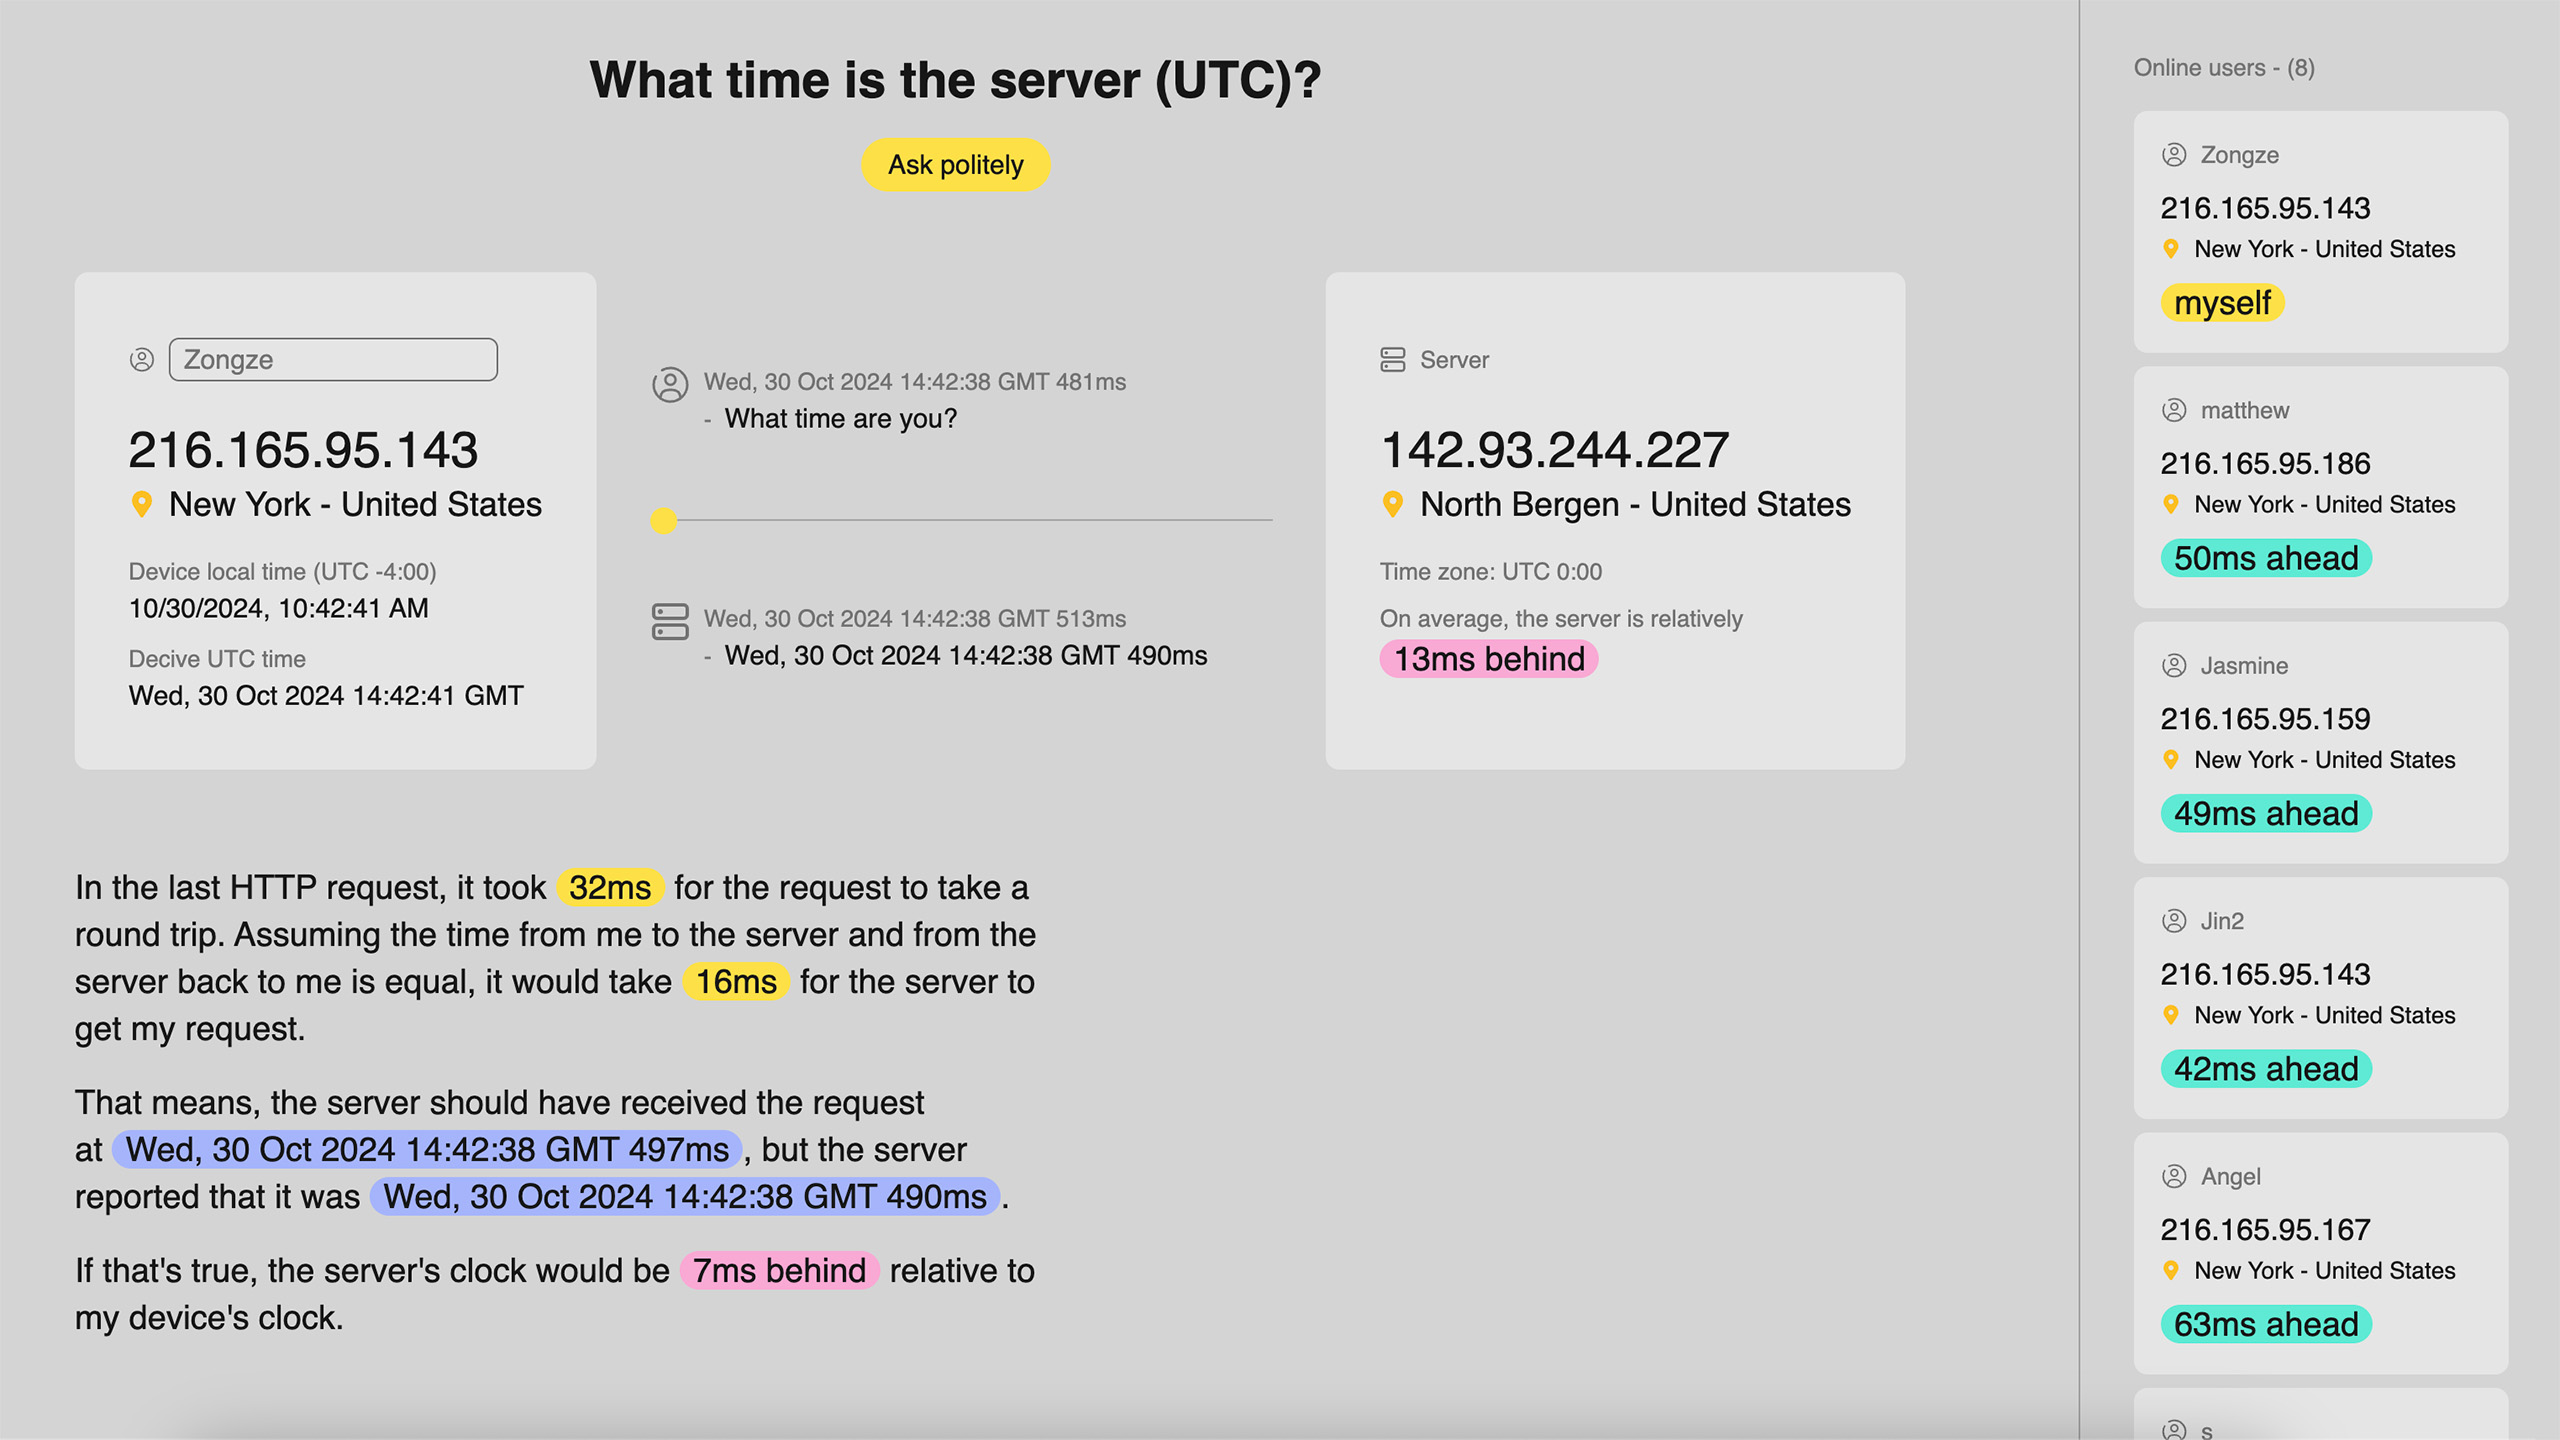 What time is the server (UTC)?
Ask politely
Zongze
216.165.95.143
New York - United States
Device local time (UTC -4:00)
10/30/2024, 10:42:41 AM
Decive UTC time
Wed, 30 Oct 2024 14:42:41 GMT
Wed, 30 Oct 2024 14:42:38 GMT 481ms
- What time are you?
Wed, 30 Oct 2024 14:42:38 GMT 513ms
- Wed, 30 Oct 2024 14:42:38 GMT 490ms
Server
142.93.244.227
North Bergen - United States
Time zone: UTC 0:00
On average, the server is relatively
13ms behind
In the last HTTP request, it took 32ms for the request to take a
round trip. Assuming the time from me to the server and from the
server back to me is equal, it would take 16ms for the server to
get my request.
That means, the server should have received the request
at Wed, 30 Oct 2024 14:42:38 GMT 497ms, but the server
reported that it was Wed, 30 Oct 2024 14:42:38 GMT 490ms.
If that's true, the server's clock would be 7ms behind relative to
my device's clock.
Online users - (8)
Zongze
216.165.95.143
New York - United States
myself
matthew
216.165.95.186
New York - United States
50ms ahead
Jasmine
216.165.95.159
New York - United States
49ms ahead
Jin2
216.165.95.143
New York - United States
42ms ahead
Angel
216.165.95.167
New York - United States
63ms ahead
s